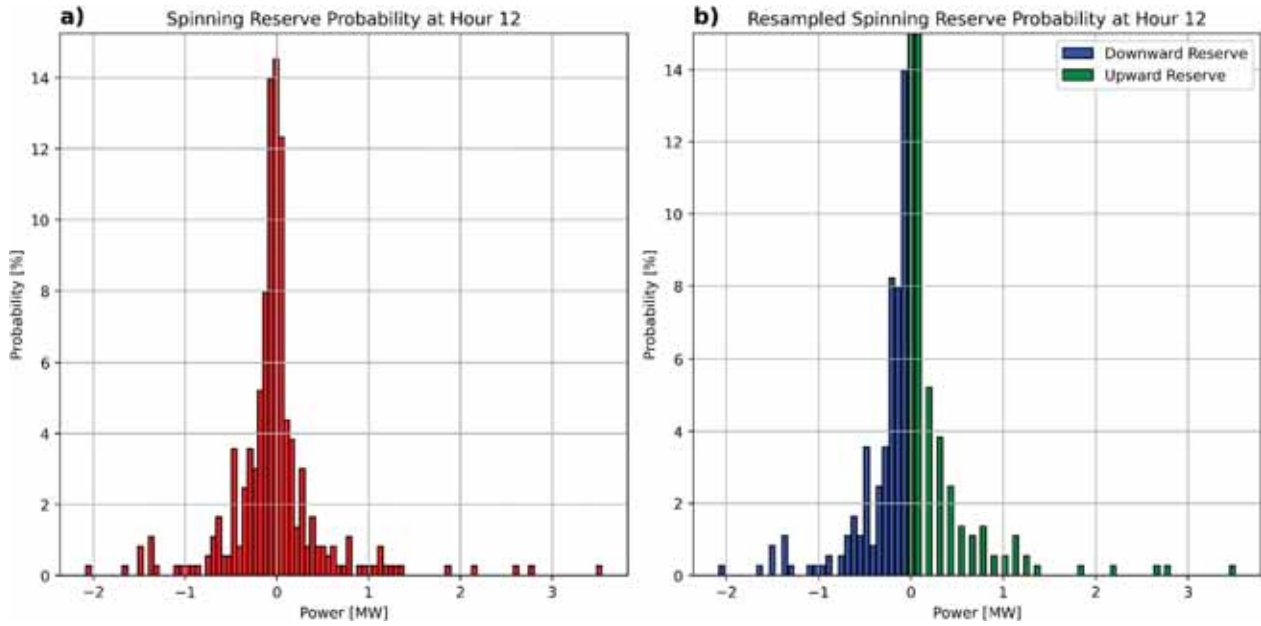 a) Spinning Reserve Probability at Hour 12
Probability [%]
14
12
10
8
6
4
2
0
−2 −1 0 1 2 3
Power [MW]
b) Resampled Spinning Reserve Probability at Hour 12
Downward Reserve
Upward Reserve
Probability [%]
14
12
10
8
6
4
2
0
−2 −1 0 1 2 3
Power [MW]